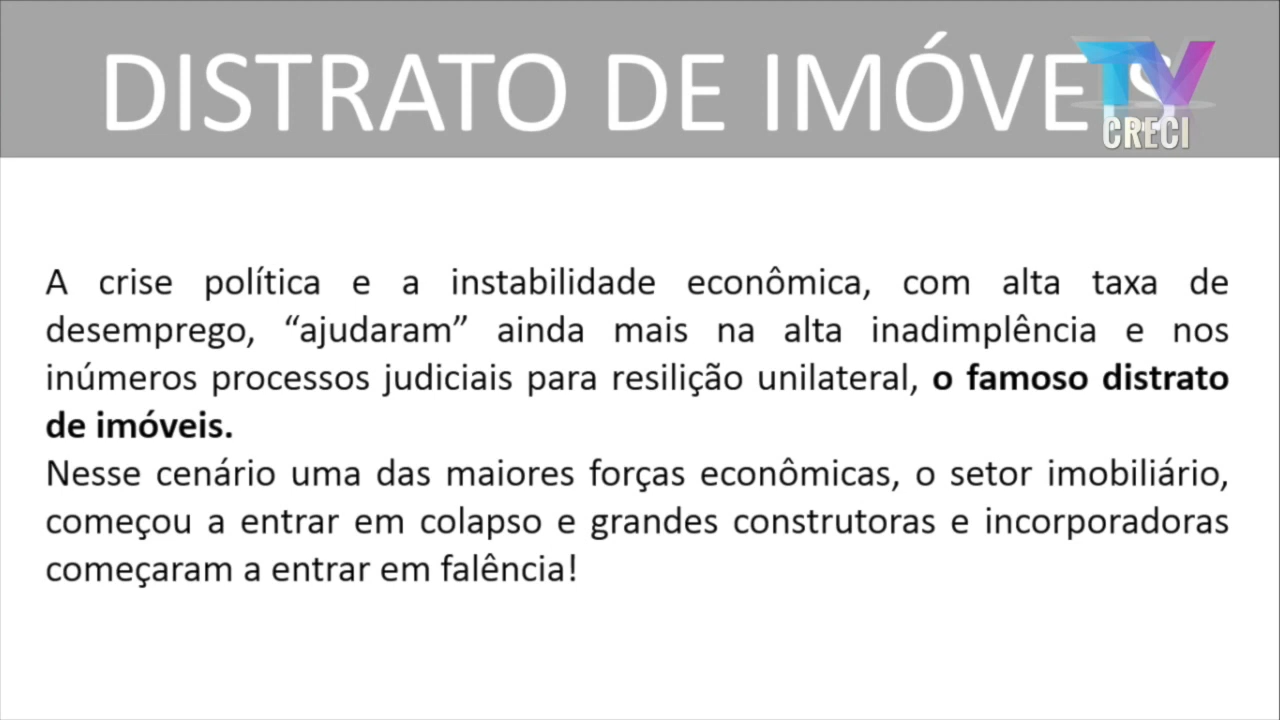 DISTRATO DE IMÓVEIS
TV
CRECI
A crise política e a instabilidade econômica, com alta taxa de
desemprego, “ajudaram” ainda mais na alta inadimplência e nos
inúmeros processos judiciais para resilição unilateral, o famoso distrato
de imóveis.
Nesse cenário uma das maiores forças econômicas, o setor imobiliário,
começou a entrar em colapso e grandes construtoras e incorporadoras
começaram a entrar em falência!